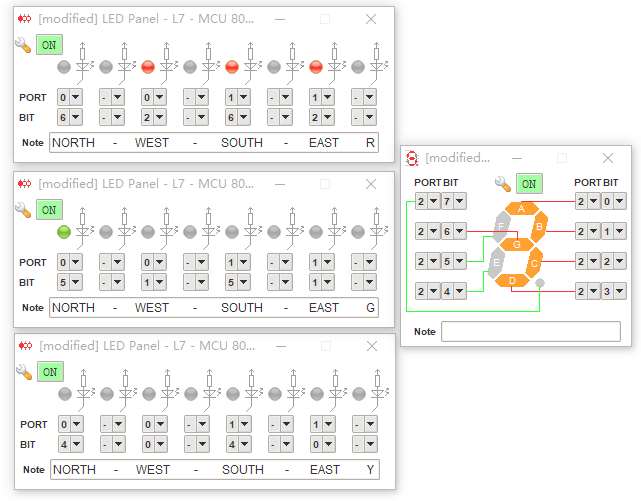 [modified] LED Panel - L7 - MCU 80...
ON
PORT 0 - 0 - 1 - 1 -
BIT 6 - 2 - 6 - 2 -
Note NORTH - WEST - SOUTH - EAST R
[modified] LED Panel - L7 - MCU 80...
ON
PORT 0 - 0 - 1 - 1 -
BIT 5 - 1 - 5 - 1 -
Note NORTH - WEST - SOUTH - EAST G
[modified] LED Panel - L7 - MCU 80...
ON
PORT 0 - 0 - 1 - 1 -
BIT 4 - 0 - 4 - 0 -
Note NORTH - WEST - SOUTH - EAST Y
[modified...
PORT BIT ON PORT BIT
2 7 A 2 0
2 6 F B 2 1
G
2 5 E C 2 2
2 4 D 2 3
Note